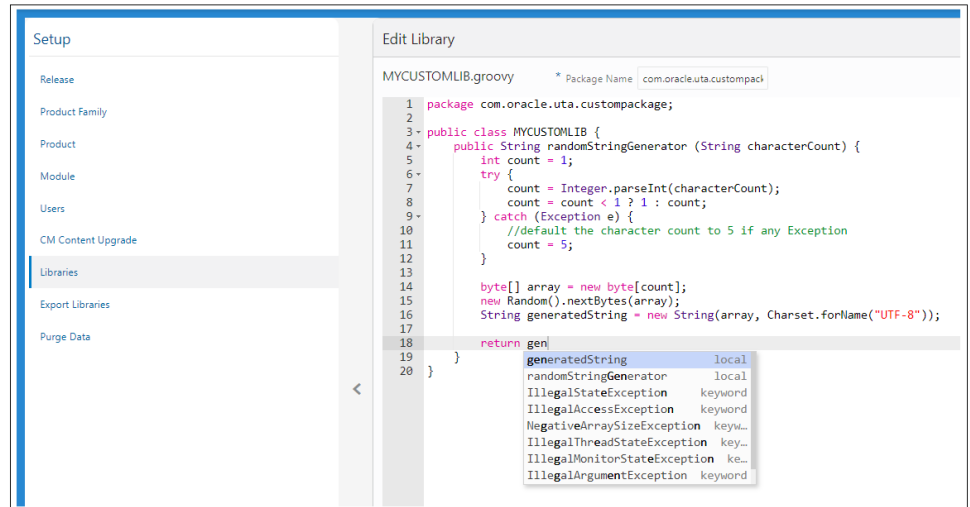 Setup
Release
Product Family
Product
Module
Users
CM Content Upgrade
Libraries
Export Libraries
Purge Data
<
Edit Library
MYCUSTOMLIB.groovy * Package Name com.oracle.uta.custompack
1 package com.oracle.uta.custompackage;
2
3 public class MYCUSTOMLIB {
4 public String randomStringGenerator (String characterCount) {
5 int count = 1;
6 try {
7 count = Integer.parseInt(characterCount);
8 count = count < 1 ? 1 : count;
9 } catch (Exception e) {
10 //default the character count to 5 if any Exception
11 count = 5;
12 }
13
14 byte[] array = new byte[count];
15 new Random().nextBytes(array);
16 String generatedString = new String(array, Charset.forName("UTF-8"));
17
18 return gen
19 }
20 }
generatedString local
randomStringGenerator local
IllegalStateException keyword
IllegalAccessException keyword
NegativeArraySizeException keyw…
IllegalThreadStateException key…
IllegalMonitorStateException ke…
IllegalArgumentException keyword